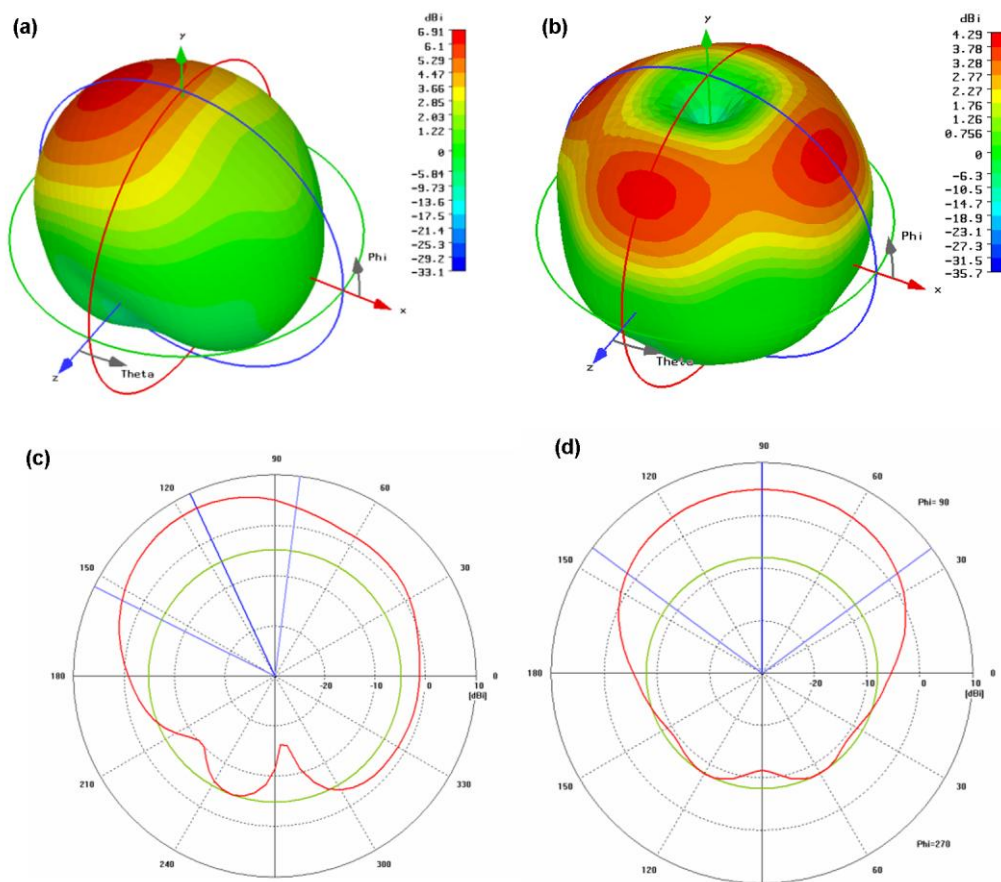 (a)
y
x
z
Phi
Theta
dBi
6.91
6.1
5.29
4.47
3.66
2.85
2.03
1.22
0
-5.84
-9.73
-13.6
-17.5
-21.4
-25.3
-29.2
-33.1
(b)
y
x
z
Phi
Theta
dBi
4.29
3.78
3.28
2.77
2.27
1.76
1.26
0.756
0
-6.3
-10.5
-14.7
-18.9
-23.1
-27.3
-31.5
-35.7
(c)
90
120 60
150 30
180 -20 -10 0 10 0
[dBi]
210 330
240 300
(d)
90
120 60
Phi= 90
150 30
180 -20 -10 0 10 0
[dBi]
150 30
Phi=270
120 60